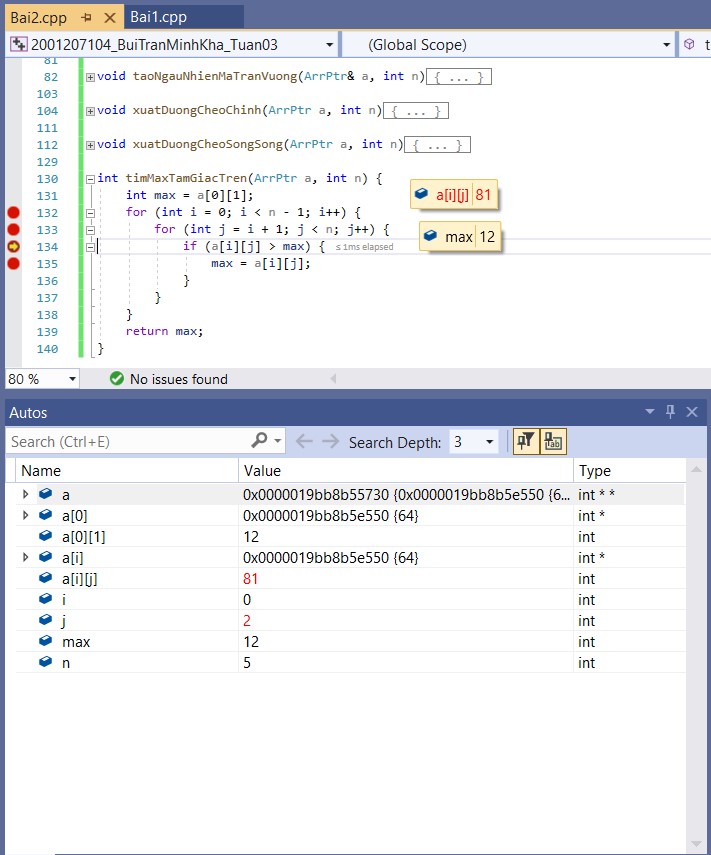 Bai2.cpp Bai1.cpp
2001207104_BuiTranMinhKha_Tuan03 (Global Scope) t
81
82 void taoNgauNhienMaTranVuong(ArrPtr& a, int n){ ... }
103
104 void xuatDuongCheoChinh(ArrPtr a, int n){ ... }
111
112 void xuatDuongCheoSongSong(ArrPtr a, int n){ ... }
129
130 int timMaxTamGiacTren(ArrPtr a, int n) {
131 int max = a[0][1]; a[i][j] 81
132 for (int i = 0; i < n - 1; i++) {
133 for (int j = i + 1; j < n; j++) { max 12
134 if (a[i][j] > max) { ≤ 1ms elapsed
135 max = a[i][j];
136 }
137 }
138 }
139 return max;
140 }
80 % No issues found
Autos
Search (Ctrl+E) Search Depth: 3
Name Value Type
a 0x0000019bb8b55730 {0x0000019bb8b5e550 {6... int * *
a[0] 0x0000019bb8b5e550 {64} int *
a[0][1] 12 int
a[i] 0x0000019bb8b5e550 {64} int *
a[i][j] 81 int
i 0 int
j 2 int
max 12 int
n 5 int